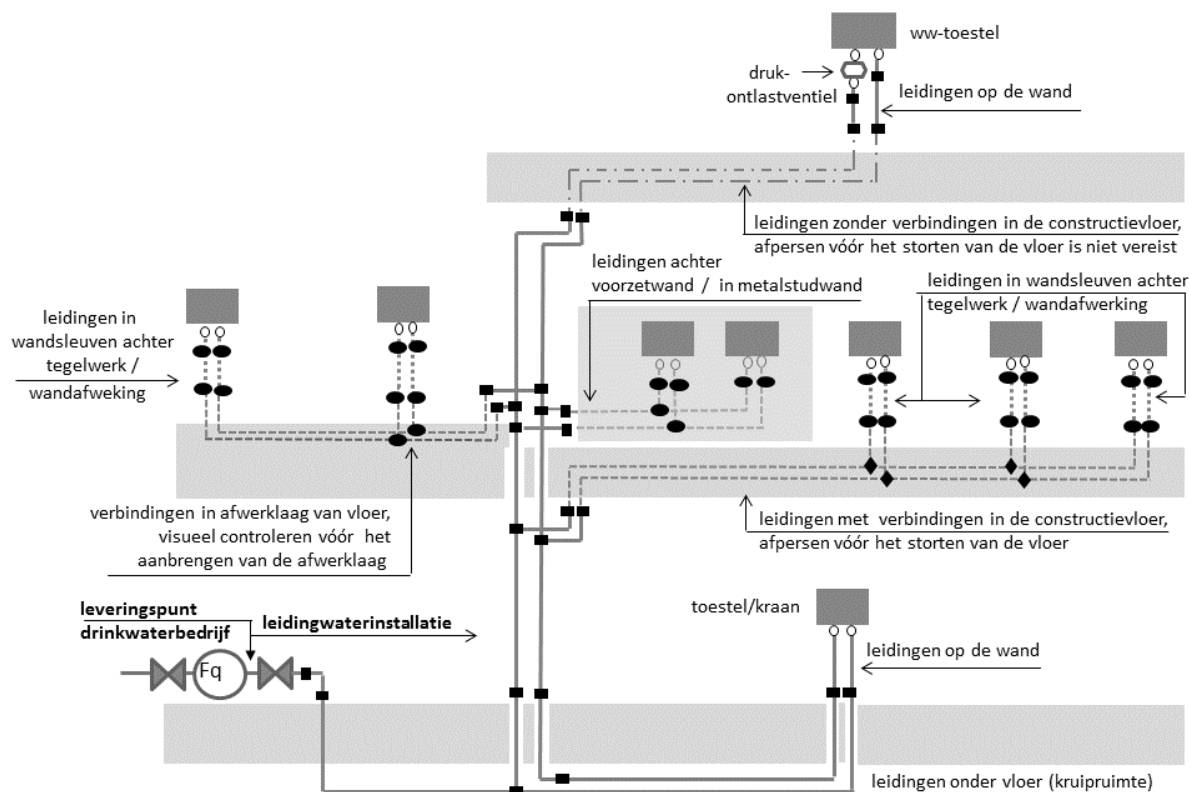 ww-toestel
druk-
ontlastventiel
leidingen op de wand
leidingen zonder verbindingen in de constructievloer,
afpersen vóór het storten van de vloer is niet vereist
leidingen achter
voorzetwand / in metalstudwand
leidingen in wandsleuven achter
tegelwerk / wandafwerking
leidingen in
wandsleuven achter
tegelwerk /
wandafweking
verbindingen in afwerklaag van vloer,
visueel controleren vóór het
aanbrengen van de afwerklaag
leidingen met verbindingen in de constructievloer,
afpersen vóór het storten van de vloer
leveringspunt
drinkwaterbedrijf
leidingwaterinstallatie
Fq
toestel/kraan
leidingen op de wand
leidingen onder vloer (kruipruimte)